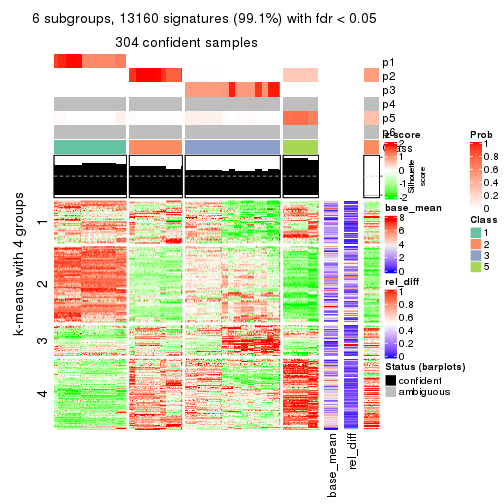 6 subgroups, 13160 signatures (99.1%) with fdr < 0.05
304 confident samples
p1
p2
p3
p4
p5
p6
Class
z-score
2
1
0
-1
-2
Silhouette
score
Prob
1
0.8
0.6
0.4
0.2
0
Class
1
2
3
5
base_mean
8
6
4
2
0
rel_diff
1
0.8
0.6
0.4
0.2
0
Status (barplots)
confident
ambiguous
k-means with 4 groups
1
2
3
4
base_mean
rel_diff